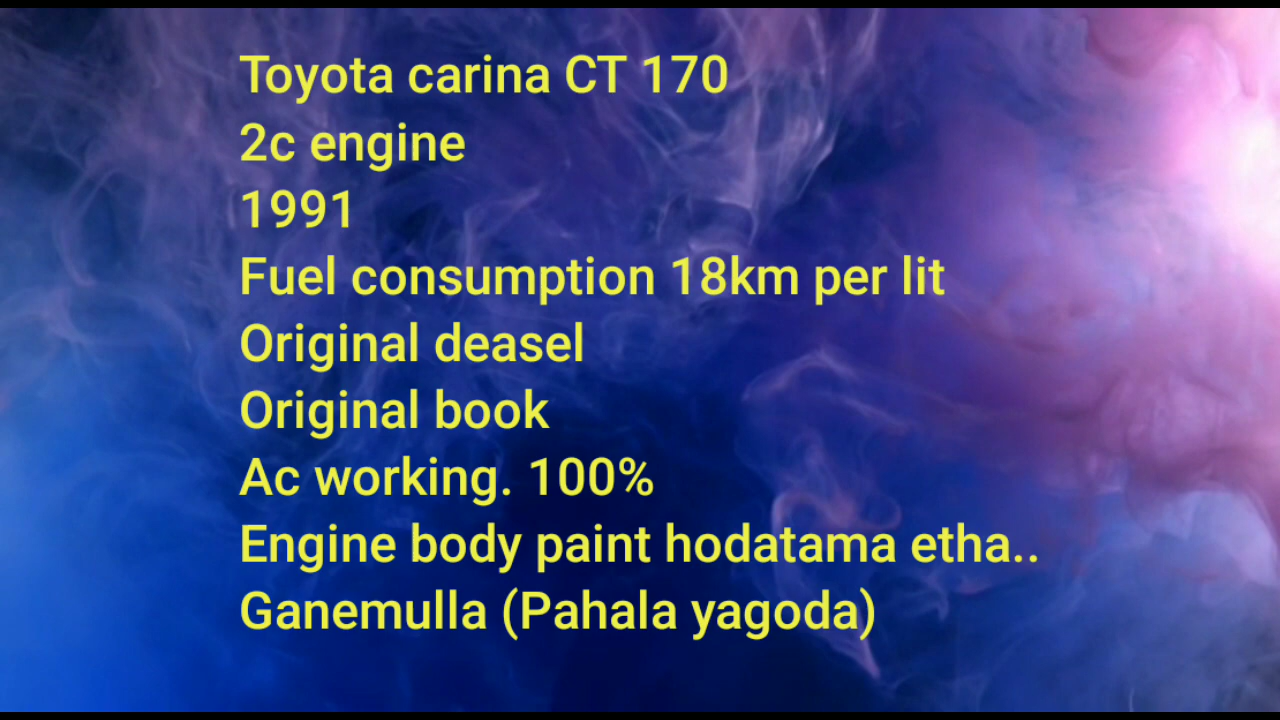 Toyota carina CT 170
2c engine
1991
Fuel consumption 18km per lit
Original deasel
Original book
Ac working. 100%
Engine body paint hodatama etha..
Ganemulla (Pahala yagoda)